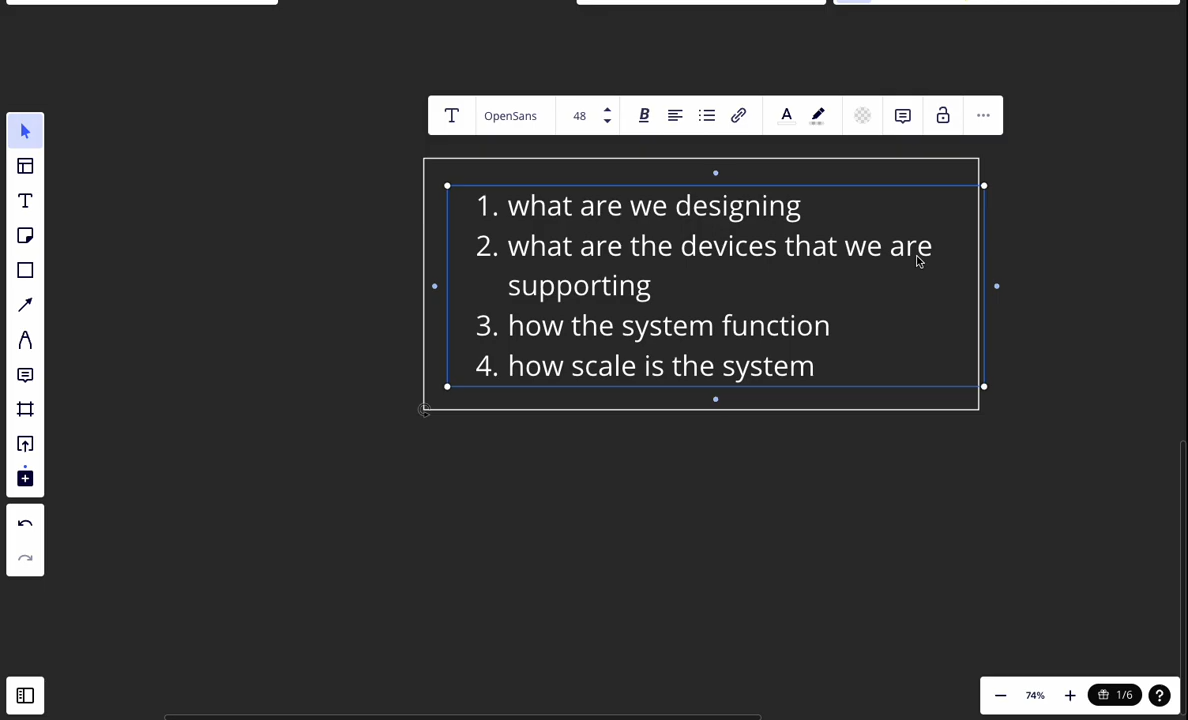 OpenSans
48
B
A
1. what are we designing
2. what are the devices that we are
supporting
3. how the system function
4. how scale is the system
74%
1/6
?